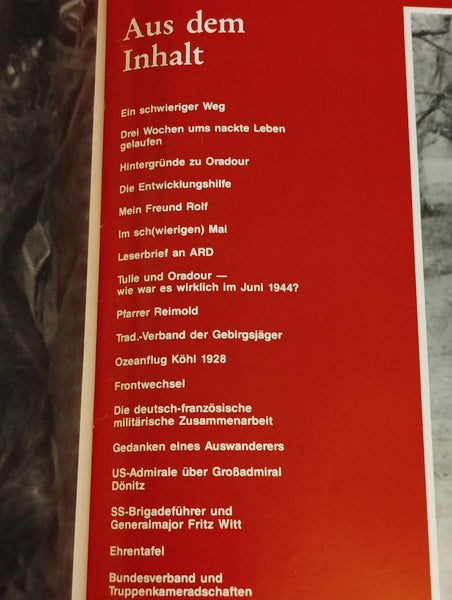 Aus dem
Inhalt
Ein schwieriger Weg
Drei Wochen ums nackte Leben
gelaufen
Hintergründe zu Oradour
Die Entwicklungshilfe
Mein Freund Rolf
Im sch(wierigen) Mai
Leserbrief an ARD
Tulle und Oradour —
wie war es wirklich im Juni 1944?
Pfarrer Reimold
Trad.-Verband der Gebirgsjäger
Ozeanflug Köhl 1928
Frontwechsel
Die deutsch-französische
militärische Zusammenarbeit
Gedanken eines Auswanderers
US-Admirale über Großadmiral
Dönitz
SS-Brigadeführer und
Generalmajor Fritz Witt
Ehrentafel
Bundesverband und
Truppenkameradschaften